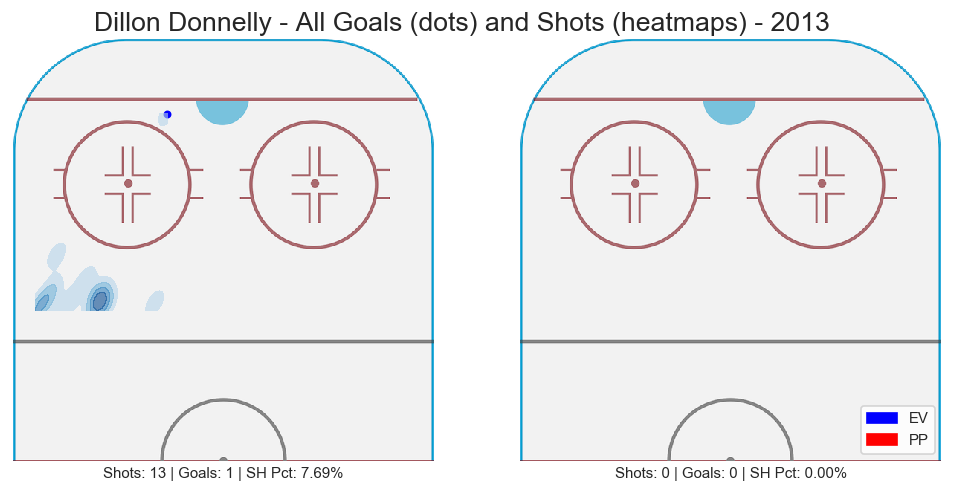 Dillon Donnelly - All Goals (dots) and Shots (heatmaps) - 2013
EV
PP
Shots: 13 | Goals: 1 | SH Pct: 7.69%
Shots: 0 | Goals: 0 | SH Pct: 0.00%